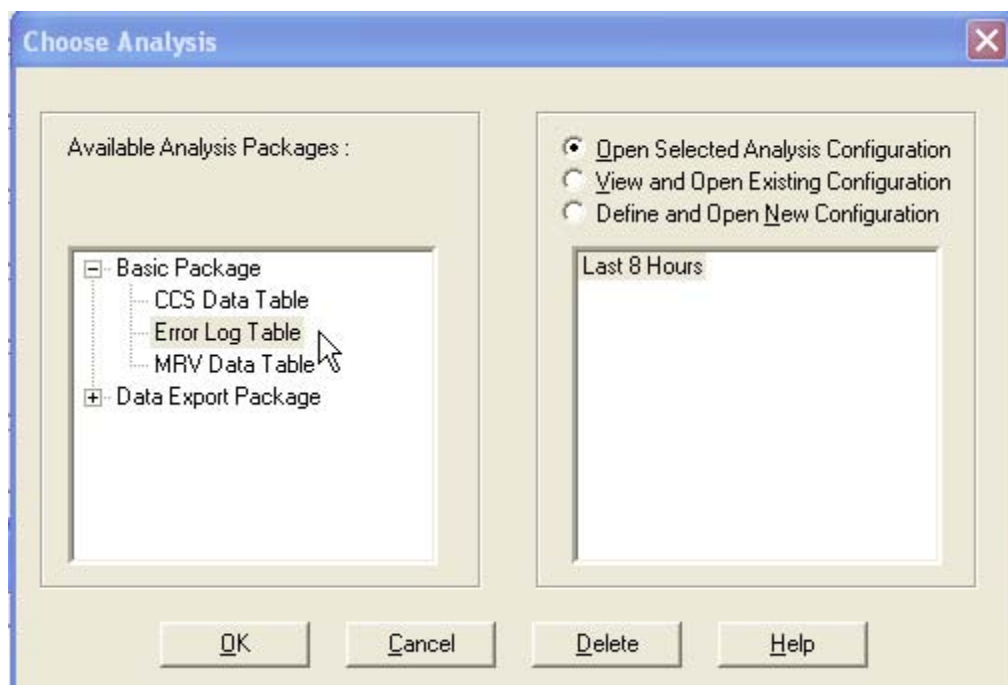 Choose Analysis
Available Analysis Packages :
Basic Package
CCS Data Table
Error Log Table
MRV Data Table
Data Export Package
Open Selected Analysis Configuration
View and Open Existing Configuration
Define and Open New Configuration
Last 8 Hours
OK
Cancel
Delete
Help